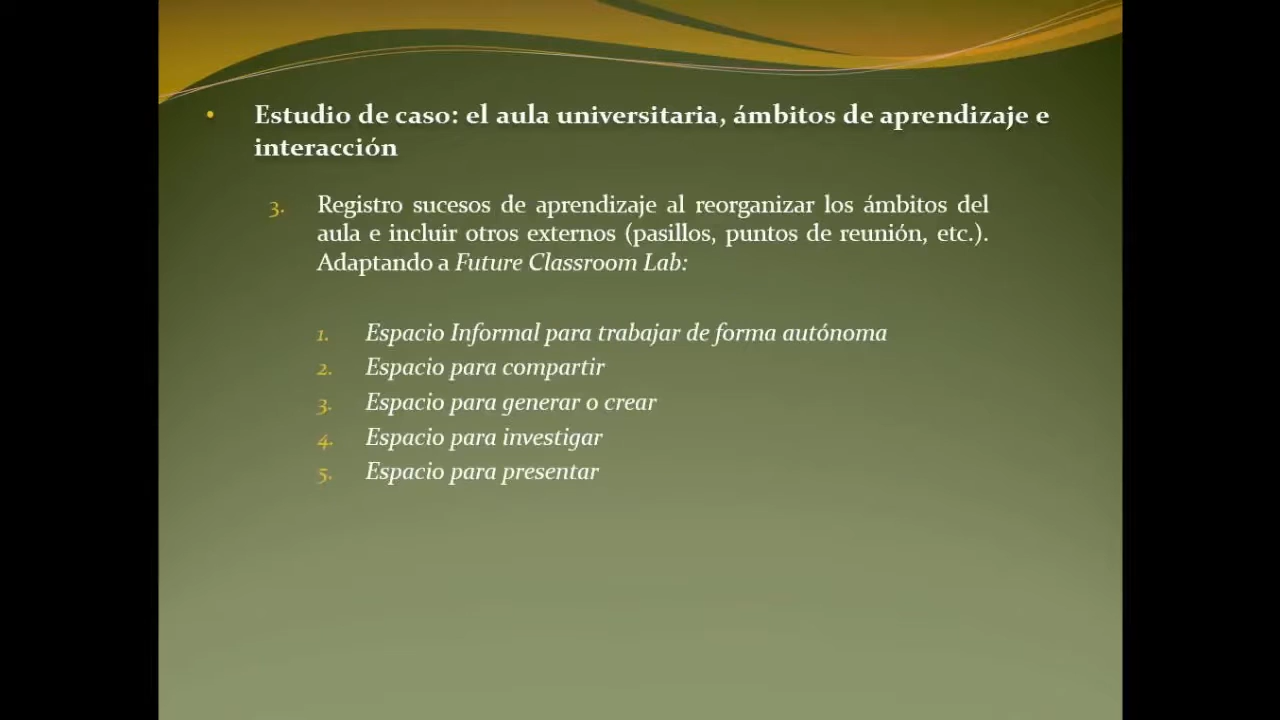 • Estudio de caso: el aula universitaria, ámbitos de aprendizaje e
interacción
3. Registro sucesos de aprendizaje al reorganizar los ámbitos del
aula e incluir otros externos (pasillos, puntos de reunión, etc.).
Adaptando a Future Classroom Lab:
1. Espacio Informal para trabajar de forma autónoma
2. Espacio para compartir
3. Espacio para generar o crear
4. Espacio para investigar
5. Espacio para presentar